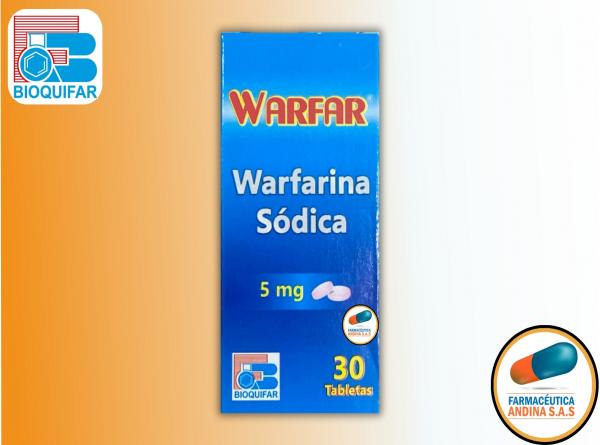 BIOQUIFAR
WARFAR
Warfarina
Sódica
5 mg
FARMACÉUTICA
ANDINA S.A.S
BIOQUIFAR
30
Tabletas
FARMACÉUTICA
ANDINA S.A.S